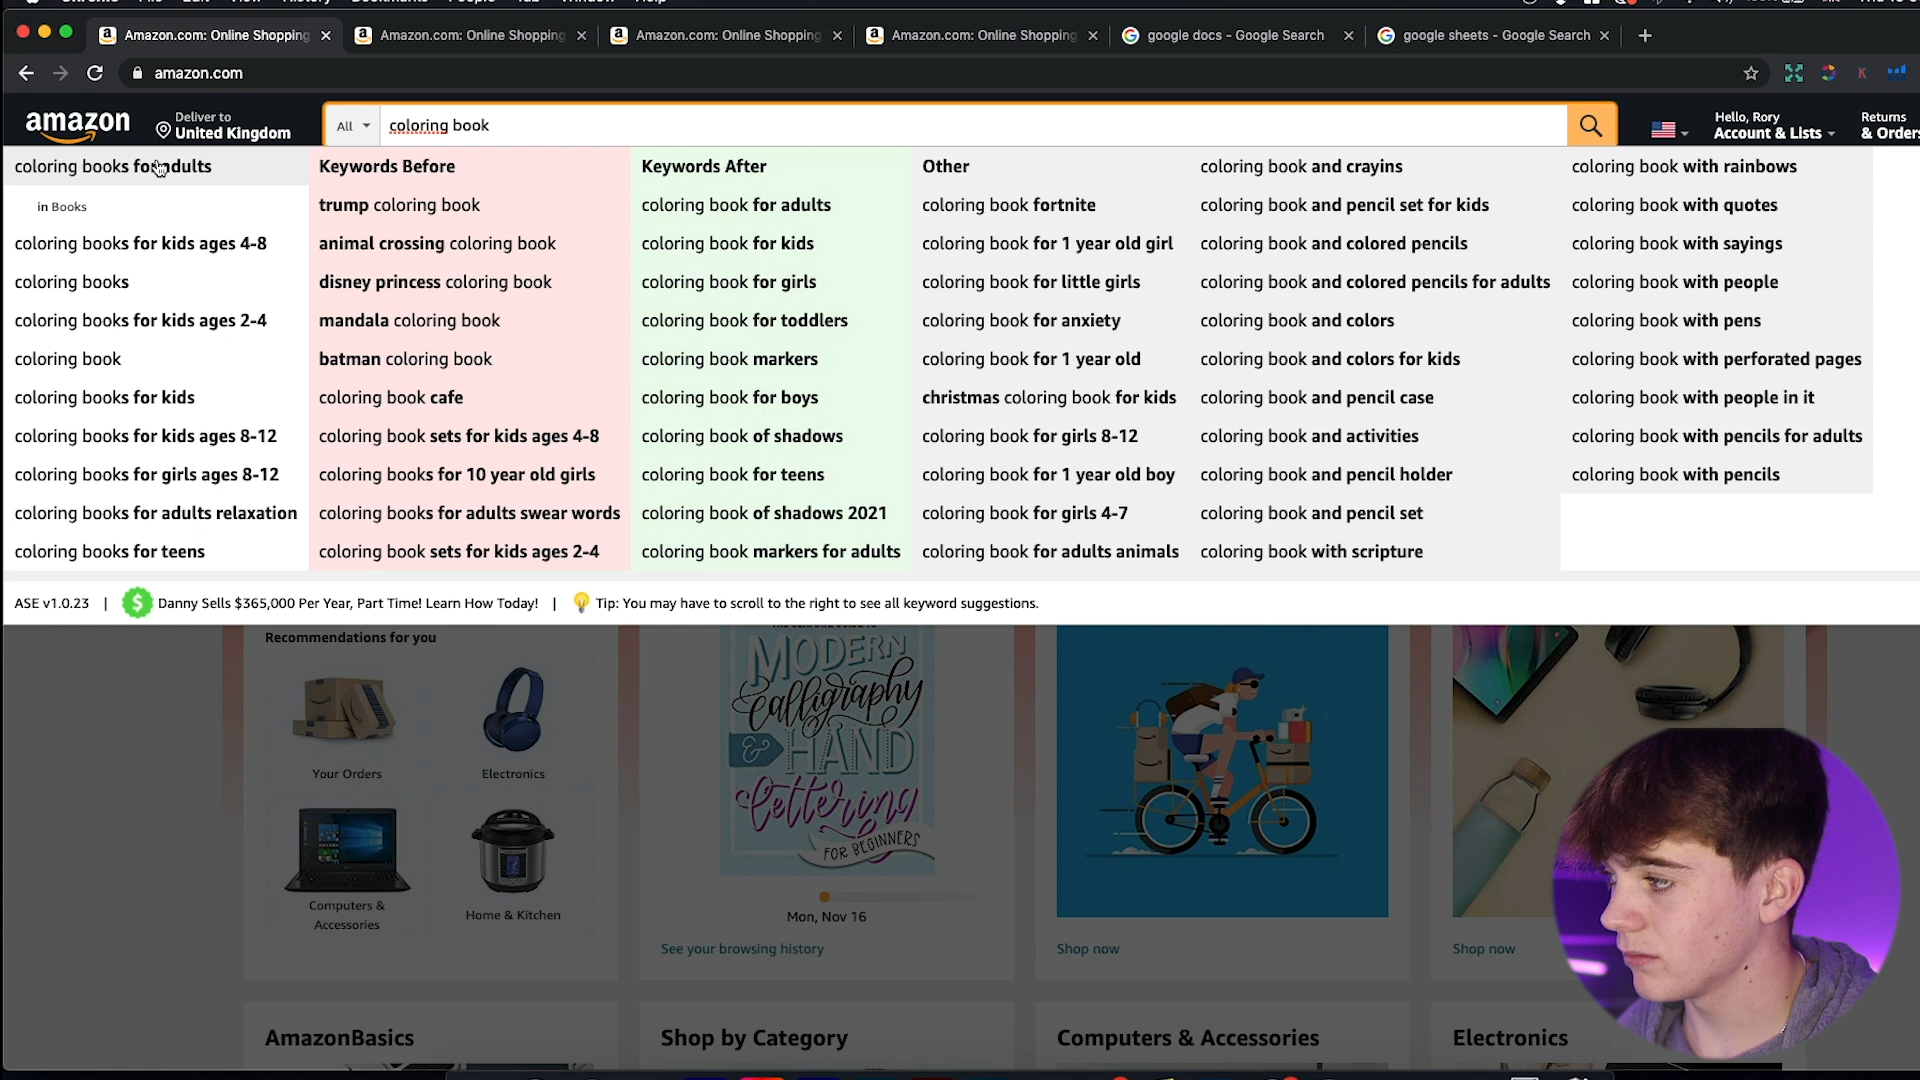 Amazon.com: Online Shopping
Amazon.com: Online Shopping
Amazon.com: Online Shopping
Amazon.com: Online Shopping
google docs - Google Search
google sheets - Google Search
amazon.com
amazon
Deliver to
United Kingdom
All
coloring book
Hello, Rory
Account & Lists
Returns
& Orders
coloring books for adults
in Books
coloring books for kids ages 4-8
coloring books
coloring books for kids ages 2-4
coloring book
coloring books for kids
coloring books for kids ages 8-12
coloring books for girls ages 8-12
coloring books for adults relaxation
coloring books for teens
Keywords Before
trump coloring book
animal crossing coloring book
disney princess coloring book
mandala coloring book
batman coloring book
coloring book cafe
coloring book sets for kids ages 4-8
coloring books for 10 year old girls
coloring books for adults swear words
coloring book sets for kids ages 2-4
Keywords After
coloring book for adults
coloring book for kids
coloring book for girls
coloring book for toddlers
coloring book markers
coloring book for boys
coloring book of shadows
coloring book for teens
coloring book of shadows 2021
coloring book markers for adults
Other
coloring book fortnite
coloring book for 1 year old girl
coloring book for little girls
coloring book for anxiety
coloring book for 1 year old
christmas coloring book for kids
coloring book for girls 8-12
coloring book for 1 year old boy
coloring book for girls 4-7
coloring book for adults animals
coloring book and crayins
coloring book and pencil set for kids
coloring book and colored pencils
coloring book and colored pencils for adults
coloring book and colors
coloring book and colors for kids
coloring book and pencil case
coloring book and activities
coloring book and pencil holder
coloring book and pencil set
coloring book with scripture
coloring book with rainbows
coloring book with quotes
coloring book with sayings
coloring book with people
coloring book with pens
coloring book with perforated pages
coloring book with people in it
coloring book with pencils for adults
coloring book with pencils
ASE v1.0.23 | Danny Sells $365,000 Per Year, Part Time! Learn How Today! | Tip: You may have to scroll to the right to see all keyword suggestions.
Recommendations for you
Your Orders
Electronics
Computers &
Accessories
Home & Kitchen
MODERN
Calligraphy
& HAND
Lettering
FOR BEGINNERS
Mon, Nov 16
See your browsing history
Shop now
Shop now
AmazonBasics
Shop by Category
Computers & Accessories
Electronics